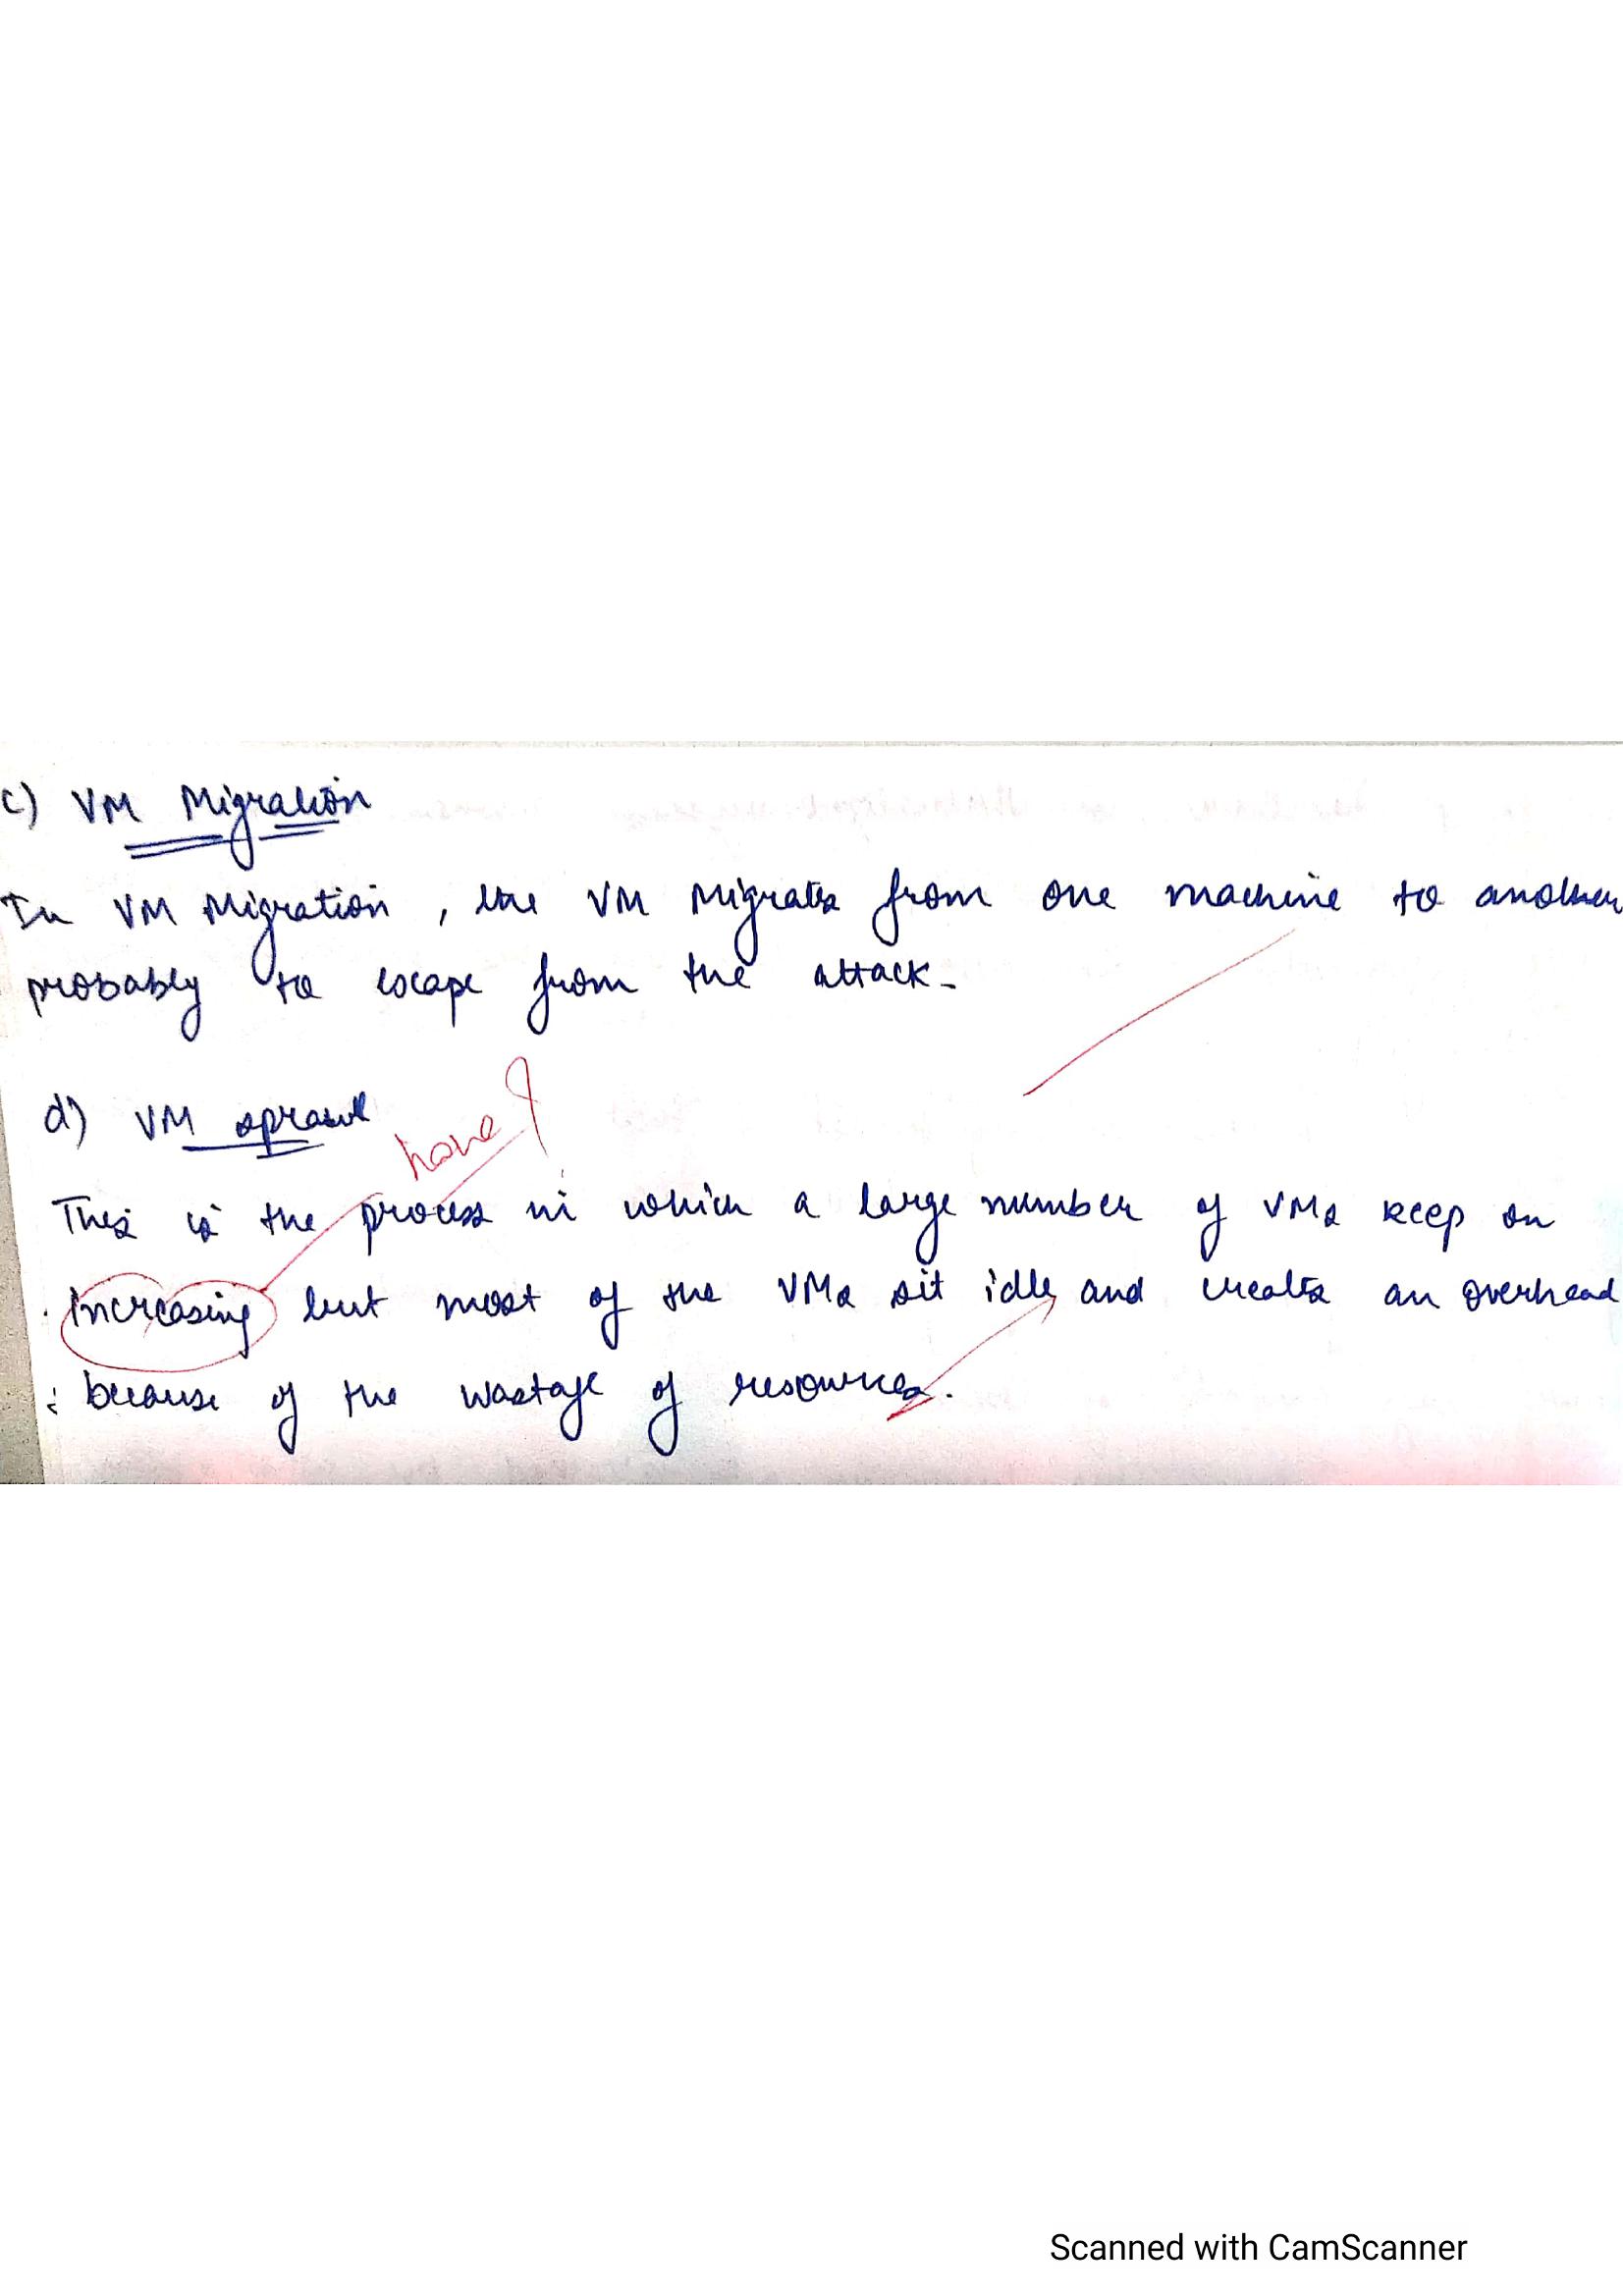 c) VM Migration
In VM Migration , the VM Migrates from one machine to another
probably to escape from the attack.
d) VM sprawl
This is the process in which a large number of VMs keep on
increasing but most of the VMs sit idle and creates an overhead
because of the wastage of resources.
Scanned with CamScanner